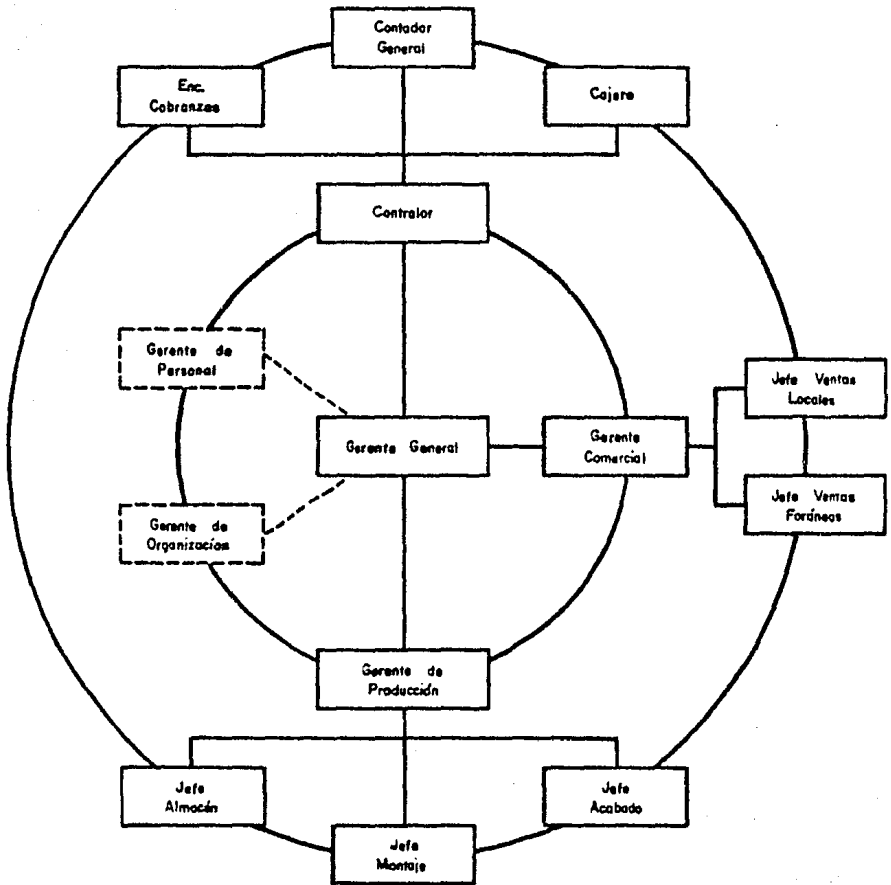 Contador
General
Enc.
Cobranzas
Cajero
Contralor
Gerente de
Personal
Jefe Ventas
Locales
Gerente General
Gerente
Comercial
Jefe Ventas
Foráneas
Gerente de
Organización
Gerente de
Producción
Jefe
Almacén
Jefe
Acabado
Jefe
Montaje